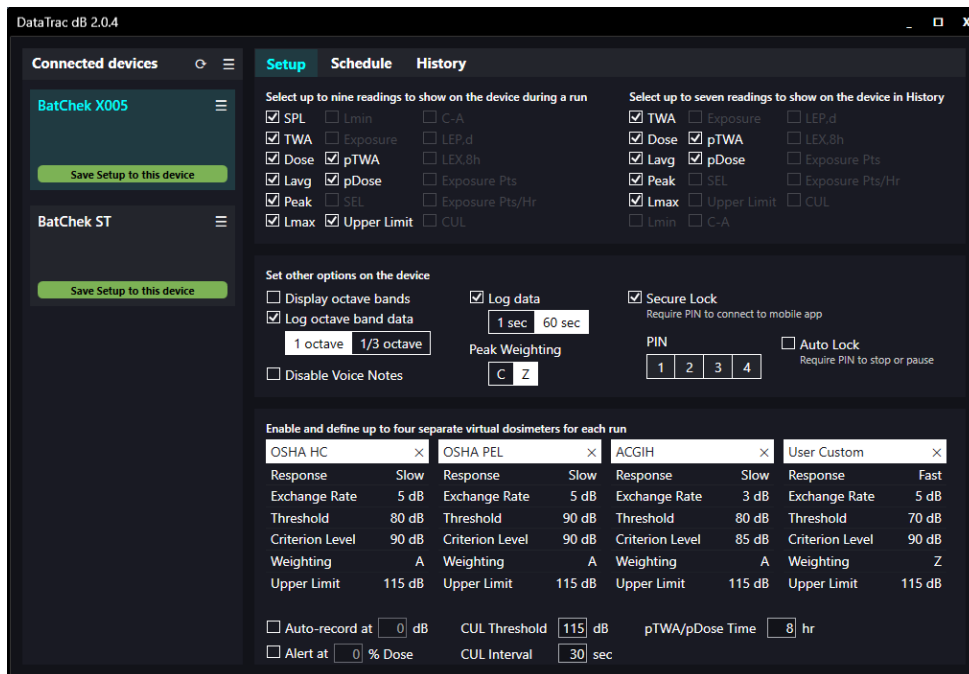 DataTrac dB 2.0.4
Connected devices
BatChek X005
Save Setup to this device
BatChek ST
Save Setup to this device
Setup Schedule History
Select up to nine readings to show on the device during a run
SPL Lmin C-A
TWA Exposure LEP,d
Dose pTWA LEX,8h
Lavg pDose Exposure Pts
Peak SEL Exposure Pts/Hr
Lmax Upper Limit CUL
Select up to seven readings to show on the device in History
TWA Exposure LEP,d
Dose pTWA LEX,8h
Lavg pDose Exposure Pts
Peak SEL Exposure Pts/Hr
Lmax Upper Limit CUL
Lmin C-A
Set other options on the device
Display octave bands
Log octave band data
1 octave 1/3 octave
Disable Voice Notes
Log data
1 sec 60 sec
Peak Weighting
C Z
Secure Lock
Require PIN to connect to mobile app
PIN
1 2 3 4
Auto Lock
Require PIN to stop or pause
Enable and define up to four separate virtual dosimeters for each run
OSHA HC × OSHA PEL × ACGIH × User Custom ×
Response Slow Response Slow Response Slow Response Fast
Exchange Rate 5 dB Exchange Rate 5 dB Exchange Rate 3 dB Exchange Rate 5 dB
Threshold 80 dB Threshold 90 dB Threshold 80 dB Threshold 70 dB
Criterion Level 90 dB Criterion Level 90 dB Criterion Level 85 dB Criterion Level 90 dB
Weighting A Weighting A Weighting A Weighting Z
Upper Limit 115 dB Upper Limit 115 dB Upper Limit 115 dB Upper Limit 115 dB
Auto-record at 0 dB CUL Threshold 115 dB pTWA/pDose Time 8 hr
Alert at 0 % Dose CUL Interval 30 sec